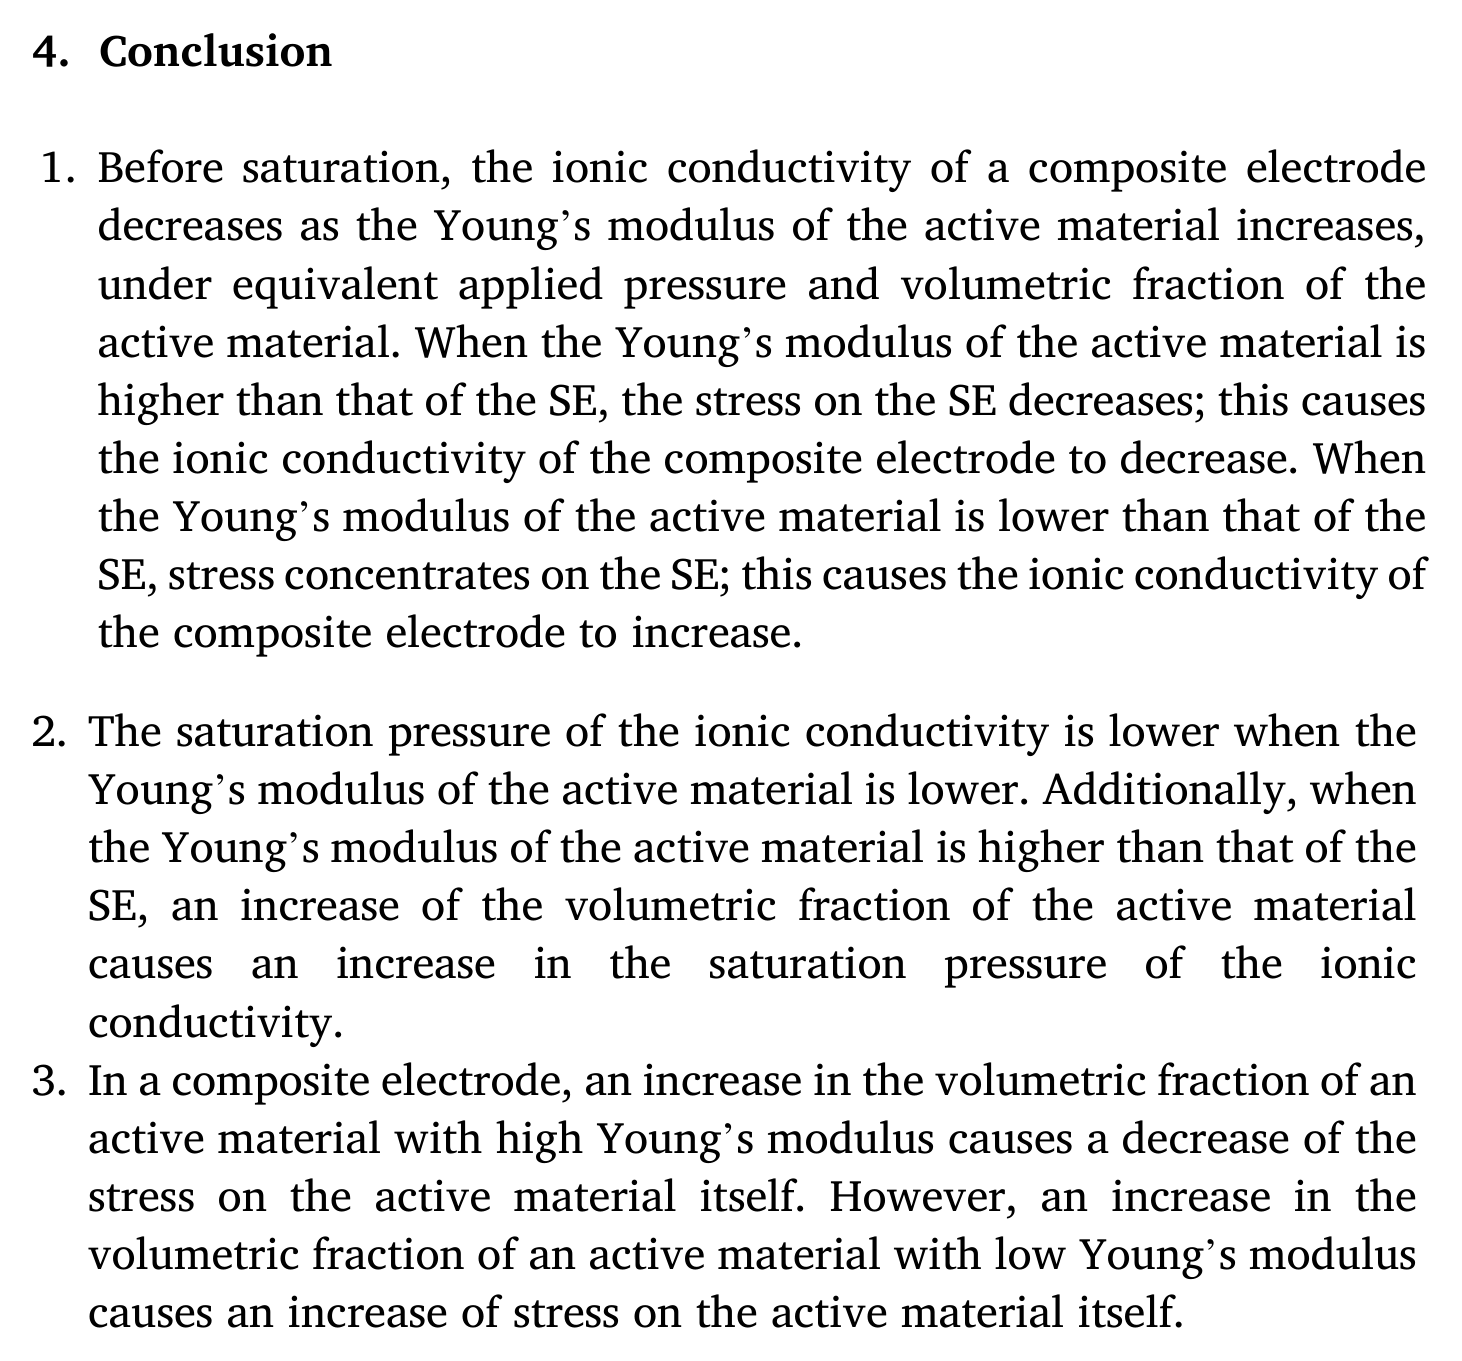 4. Conclusion
1. Before saturation, the ionic conductivity of a composite electrode
decreases as the Young’s modulus of the active material increases,
under equivalent applied pressure and volumetric fraction of the
active material. When the Young’s modulus of the active material is
higher than that of the SE, the stress on the SE decreases; this causes
the ionic conductivity of the composite electrode to decrease. When
the Young’s modulus of the active material is lower than that of the
SE, stress concentrates on the SE; this causes the ionic conductivity of
the composite electrode to increase.
2. The saturation pressure of the ionic conductivity is lower when the
Young’s modulus of the active material is lower. Additionally, when
the Young’s modulus of the active material is higher than that of the
SE, an increase of the volumetric fraction of the active material
causes an increase in the saturation pressure of the ionic
conductivity.
3. In a composite electrode, an increase in the volumetric fraction of an
active material with high Young’s modulus causes a decrease of the
stress on the active material itself. However, an increase in the
volumetric fraction of an active material with low Young’s modulus
causes an increase of stress on the active material itself.